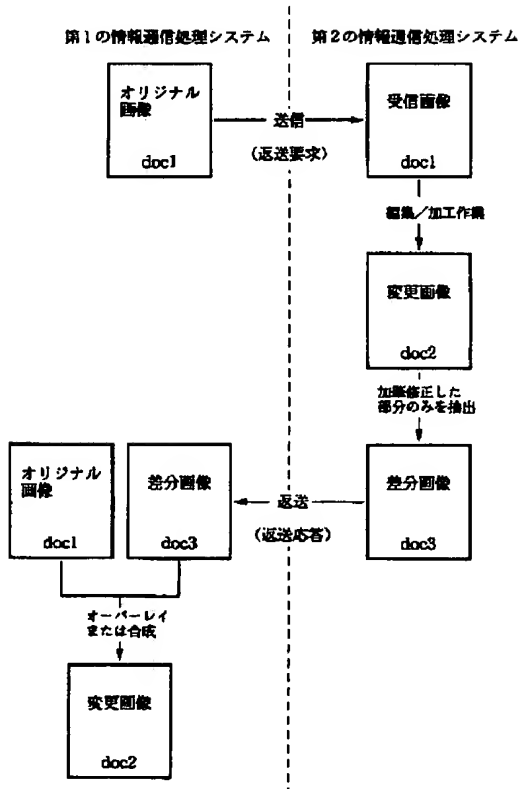 第1の情報通信処理システム
第2の情報通信処理システム
オリジナル
画像
doc1
送信
(返送要求)
受信画像
doc1
編集/加工作業
変更画像
doc2
加筆修正した
部分のみを抽出
差分画像
doc3
返送
(返送応答)
オリジナル
画像
doc1
差分画像
doc3
オーバーレイ
または合成
変更画像
doc2